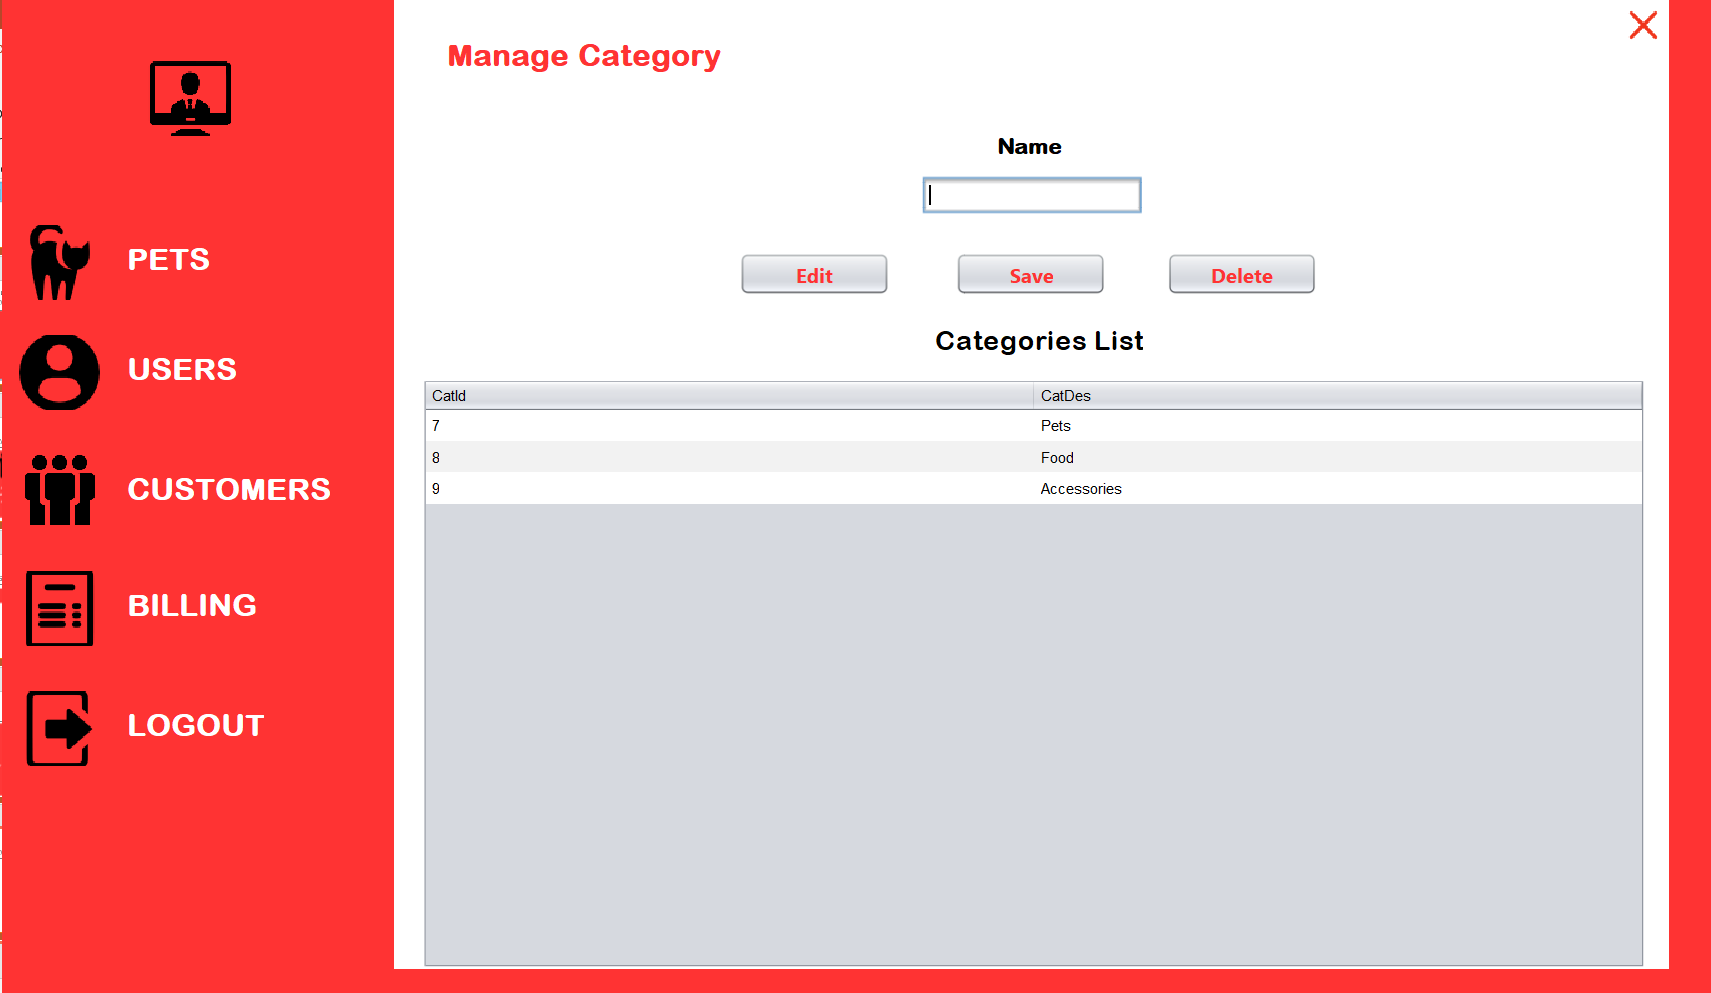 Manage Category
Name
Edit Save Delete
Categories List
CatId CatDes
7 Pets
8 Food
9 Accessories
PETS
USERS
CUSTOMERS
BILLING
LOGOUT